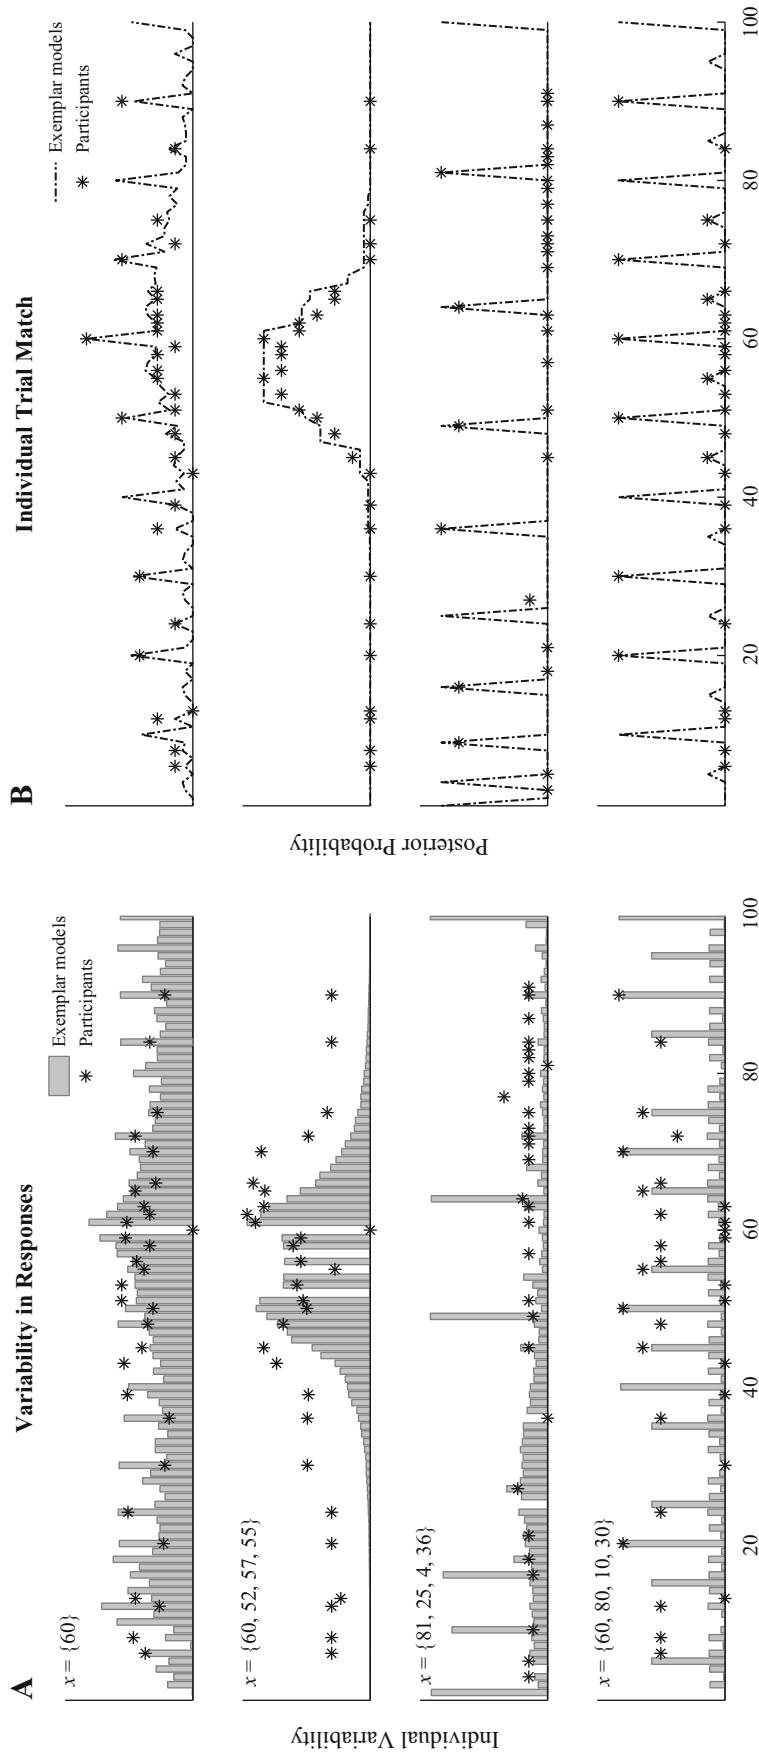 A
Variability in Responses
Exemplar models
Participants
x = {60}
x = {60, 52, 57, 55}
x = {81, 25, 4, 36}
x = {60, 80, 10, 30}
Individual Variability
20
40
60
80
100
B
Individual Trial Match
Exemplar models
Participants
Posterior Probability
20
40
60
80
100